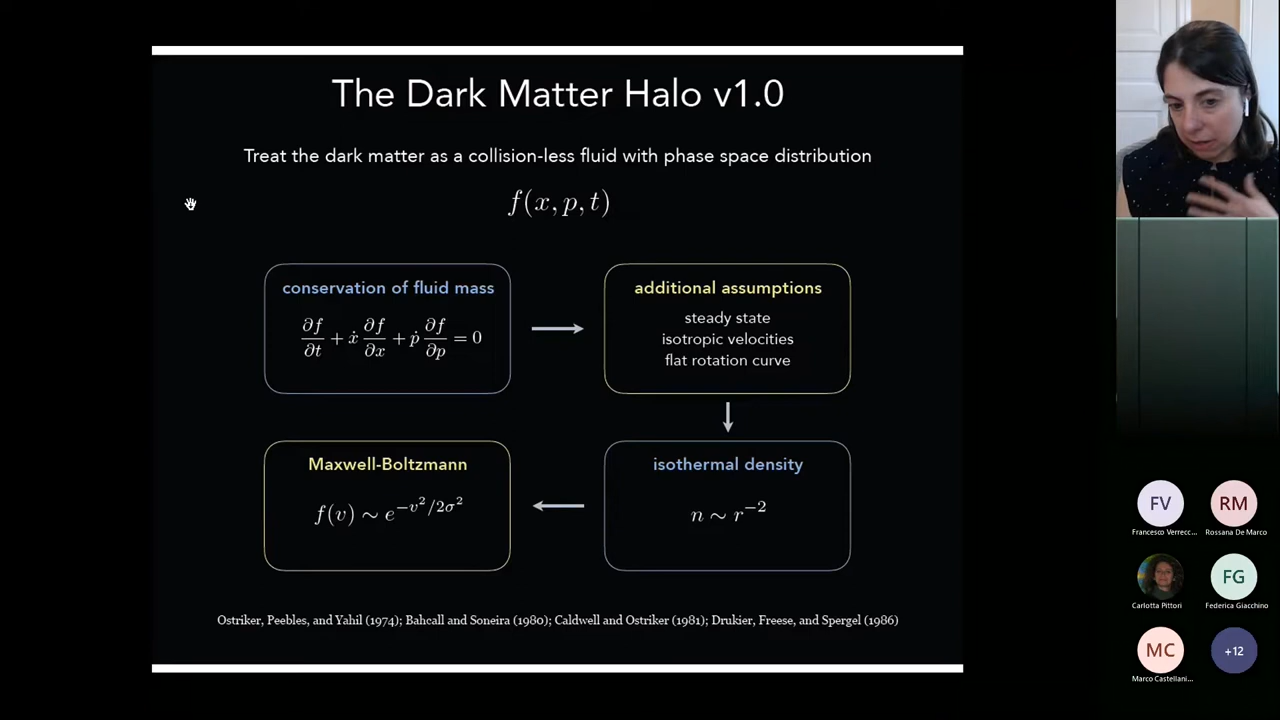 The Dark Matter Halo v1.0
Treat the dark matter as a collision-less fluid with phase space distribution
f(x, p, t)
conservation of fluid mass
∂f/∂t + ẋ ∂f/∂x + ṗ ∂f/∂p = 0
additional assumptions
steady state
isotropic velocities
flat rotation curve
Maxwell-Boltzmann
f(v) ~ e^{-v²/2σ²}
isothermal density
n ~ r^{-2}
Ostriker, Peebles, and Yahil (1974); Bahcall and Soneira (1980); Caldwell and Ostriker (1981); Drukier, Freese, and Spergel (1986)
FV
Francesco Verrecc...
RM
Rossana De Marco
Carlotta Pittori
FG
Federica Giacchino
MC
Marco Castellani...
+12